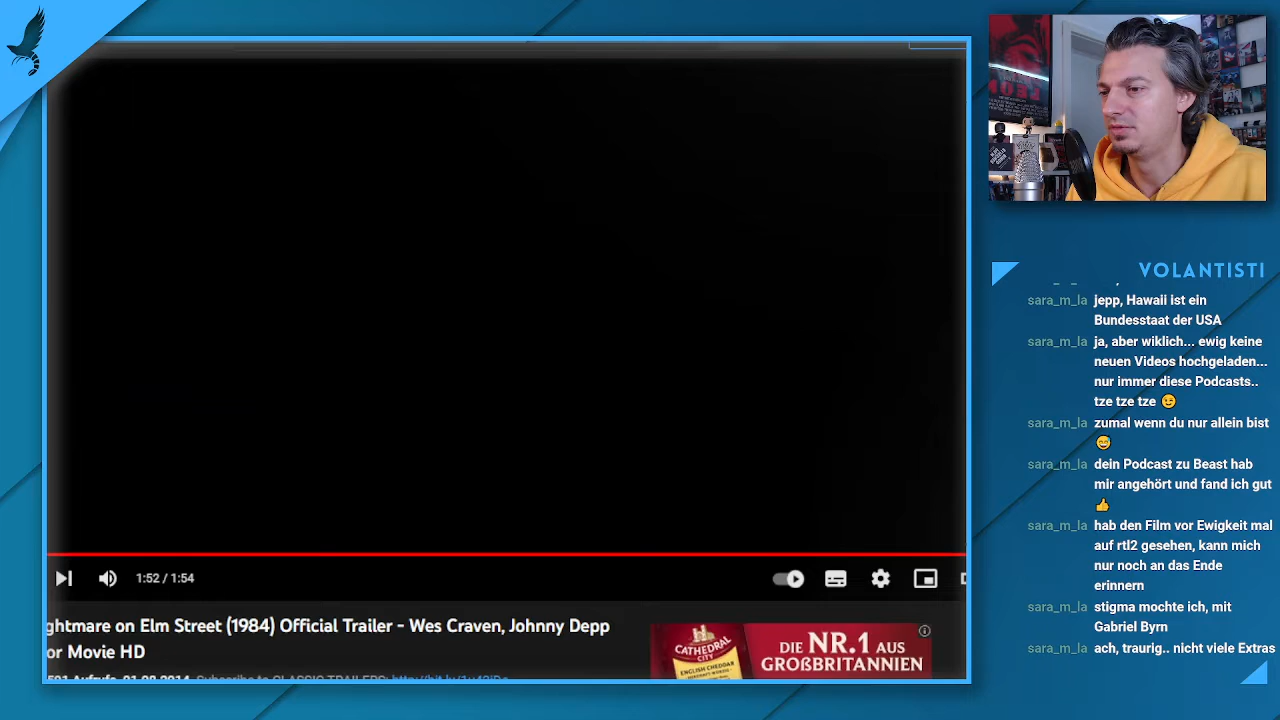 VOLANTISTI
sara_m_la jepp, Hawaii ist ein
Bundesstaat der USA
sara_m_la ja, aber wiklich... ewig keine
neuen Videos hochgeladen...
nur immer diese Podcasts..
tze tze tze 😉
sara_m_la zumal wenn du nur allein bist
😅
sara_m_la dein Podcast zu Beast hab
mir angehört und fand ich gut
👍
sara_m_la hab den Film vor Ewigkeit mal
auf rtl2 gesehen, kann mich
nur noch an das Ende
erinnern
sara_m_la stigma mochte ich, mit
Gabriel Byrn
sara_m_la ach, traurig.. nicht viele Extras
1:52 / 1:54
ghtmare on Elm Street (1984) Official Trailer - Wes Craven, Johnny Depp
or Movie HD
CATHEDRAL
CITY
ENGLISH CHEDDAR
DIE NR.1 AUS
GROßBRITANNIEN